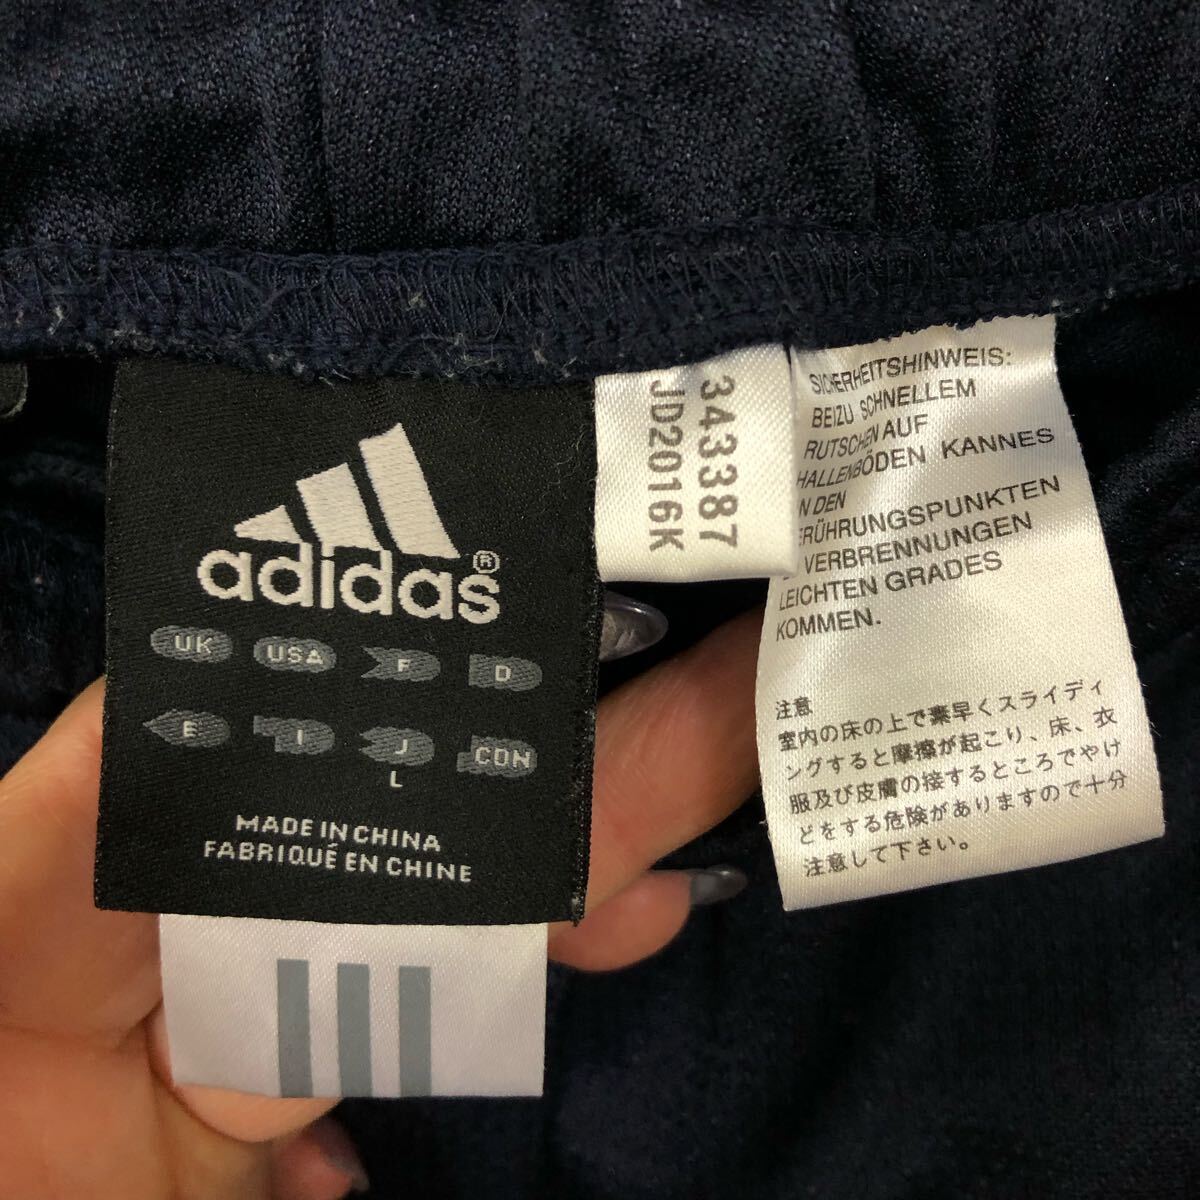 adidas®
UK USA F D
E I J CDN
L
MADE IN CHINA
FABRIQUÉ EN CHINE
343387
JD2016K
SICHERHEITSHINWEIS:
BEIZU SCHNELLEM
RUTSCHEN AUF
HALLENBÖDEN KANNES
N DEN
ERÜHRUNGSPUNKTEN
VERBRENNUNGEN
LEICHTEN GRADES
KOMMEN.
注意
室内の床の上で素早くスライディ
ングすると摩擦が起こり、床、衣
服及び皮膚の接するところでやけ
どをする危険がありますので十分
注意して下さい。